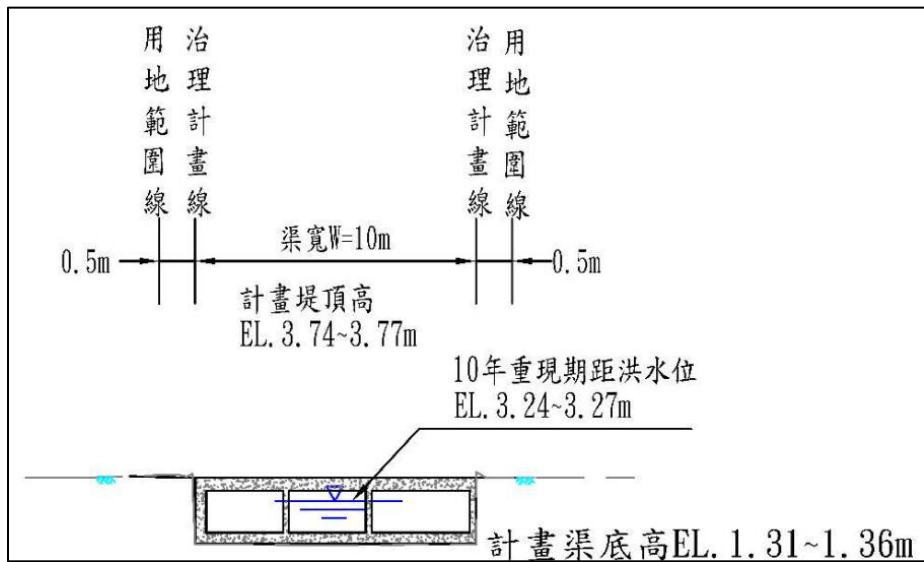 用地範圍線
治理計畫線
治理計畫線
用地範圍線
0.5m
渠寬W=10m
0.5m
計畫堤頂高
EL.3.74~3.77m
10年重現期距洪水位
EL.3.24~3.27m
計畫渠底高EL.1.31~1.36m